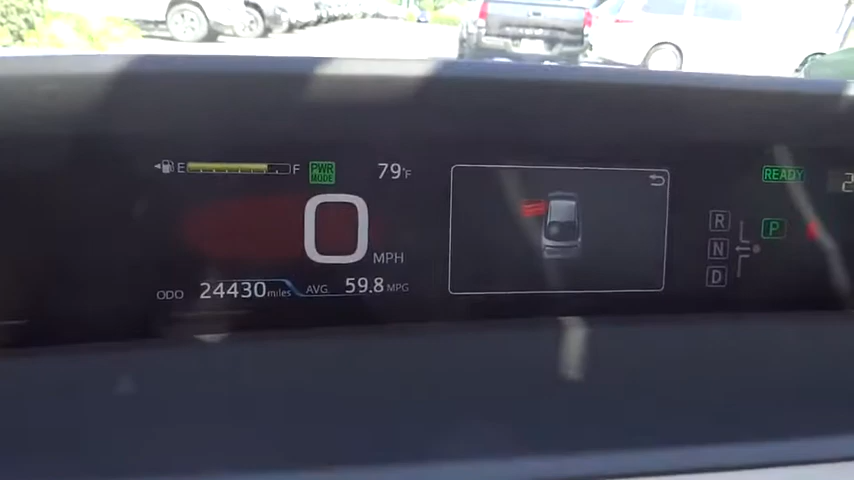 E F PWR MODE 79°F
READY
0 MPH
R
N
D
P
ODO 24430 miles AVG. 59.8 MPG